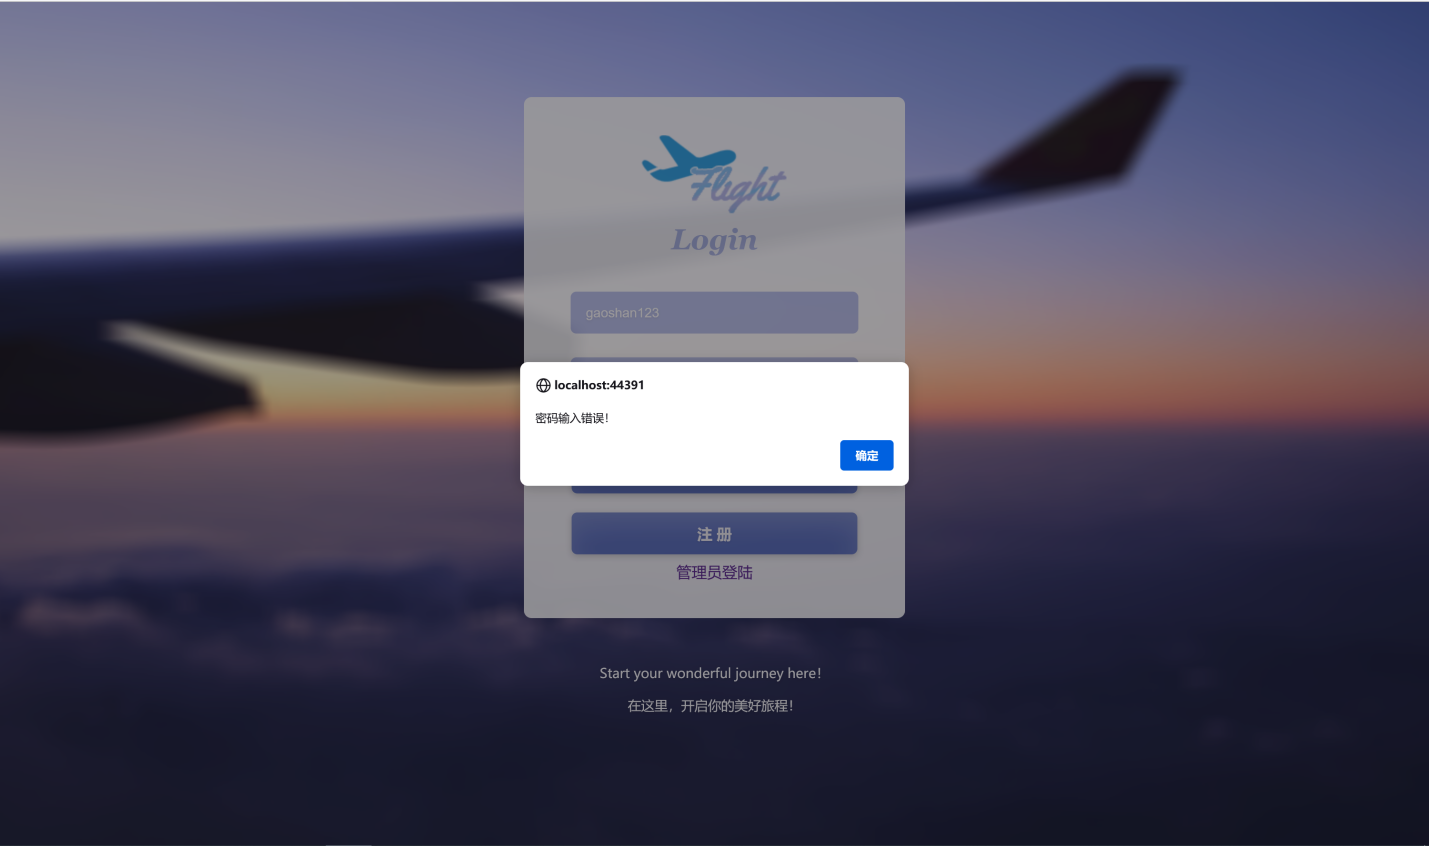 Flight
Login
gaoshan123
localhost:44391
密码输入错误！
确定
注 册
管理员登陆
Start your wonderful journey here！
在这里，开启你的美好旅程！